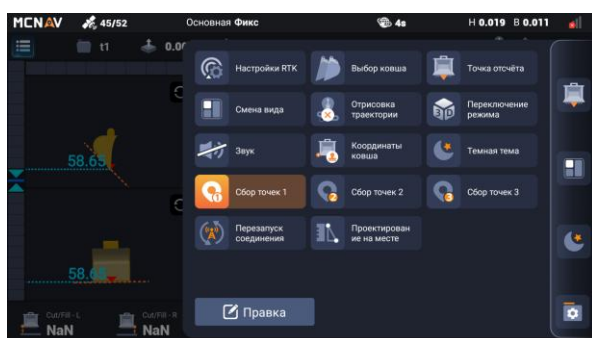 MCNAV 45/52 Основная Фикс 4s H 0.019 B 0.011
t1 0.00
Настройки RTK Выбор ковша Точка отсчёта
Смена вида Отрисовка траектории Переключение режима
Звук Координаты ковша Темная тема
58.65
Сбор точек 1 Сбор точек 2 Сбор точек 3
Перезапуск соединения Проектирован
ие на месте
58.65
Правка
Cut/Fill - L Cut/Fill - R
NaN NaN